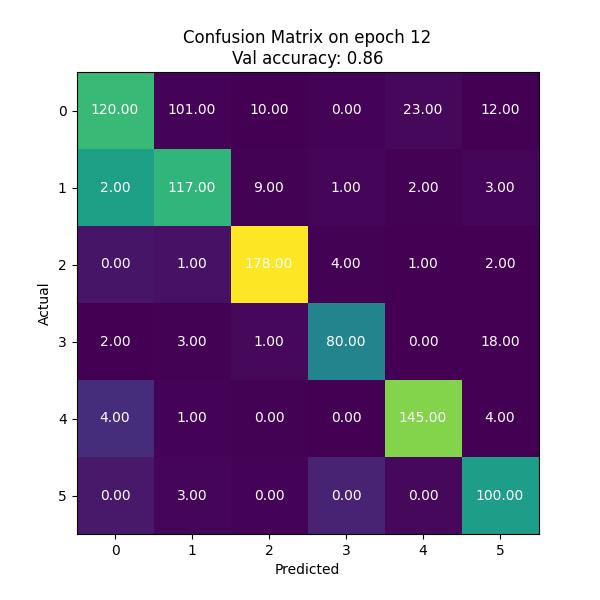 Confusion Matrix on epoch 12
Val accuracy: 0.86
Actual
0 120.00 101.00 10.00 0.00 23.00 12.00
1 2.00 117.00 9.00 1.00 2.00 3.00
2 0.00 1.00 178.00 4.00 1.00 2.00
3 2.00 3.00 1.00 80.00 0.00 18.00
4 4.00 1.00 0.00 0.00 145.00 4.00
5 0.00 3.00 0.00 0.00 0.00 100.00
0 1 2 3 4 5
Predicted